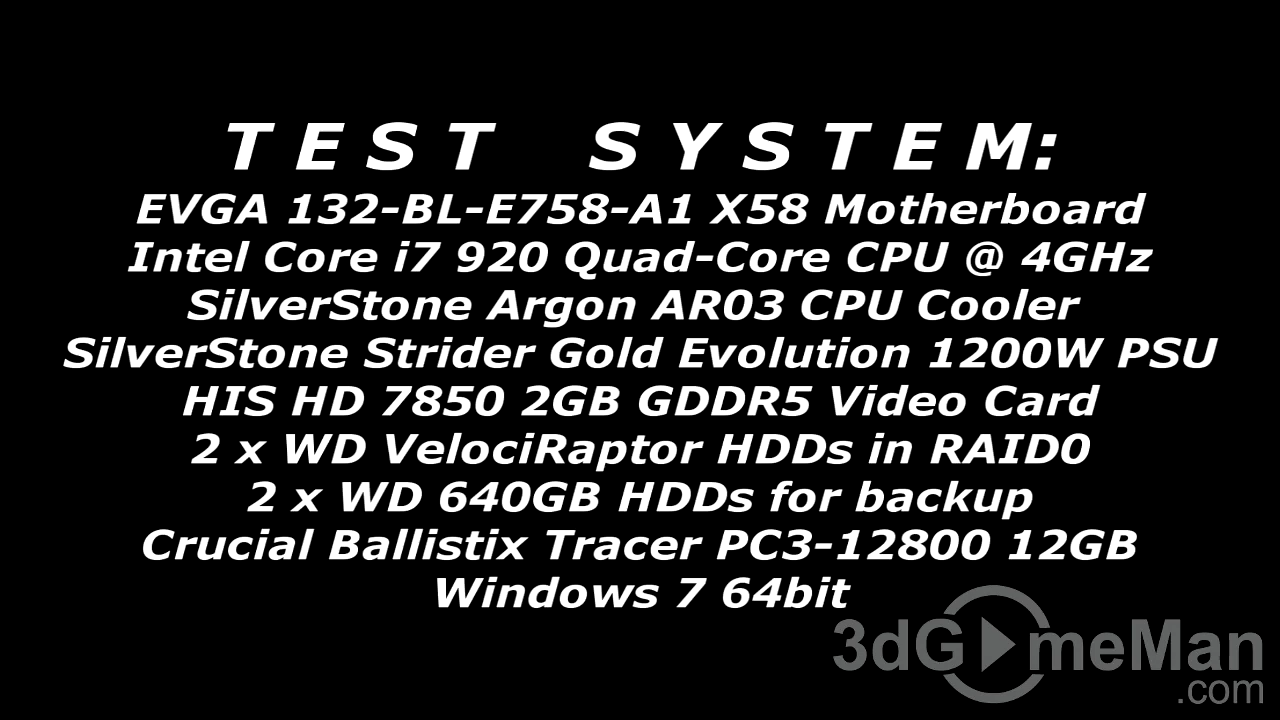 TEST SYSTEM:
EVGA 132-BL-E758-A1 X58 Motherboard
Intel Core i7 920 Quad-Core CPU @ 4GHz
SilverStone Argon AR03 CPU Cooler
SilverStone Strider Gold Evolution 1200W PSU
HIS HD 7850 2GB GDDR5 Video Card
2 x WD VelociRaptor HDDs in RAID0
2 x WD 640GB HDDs for backup
Crucial Ballistix Tracer PC3-12800 12GB
Windows 7 64bit
3dGameMan
.com